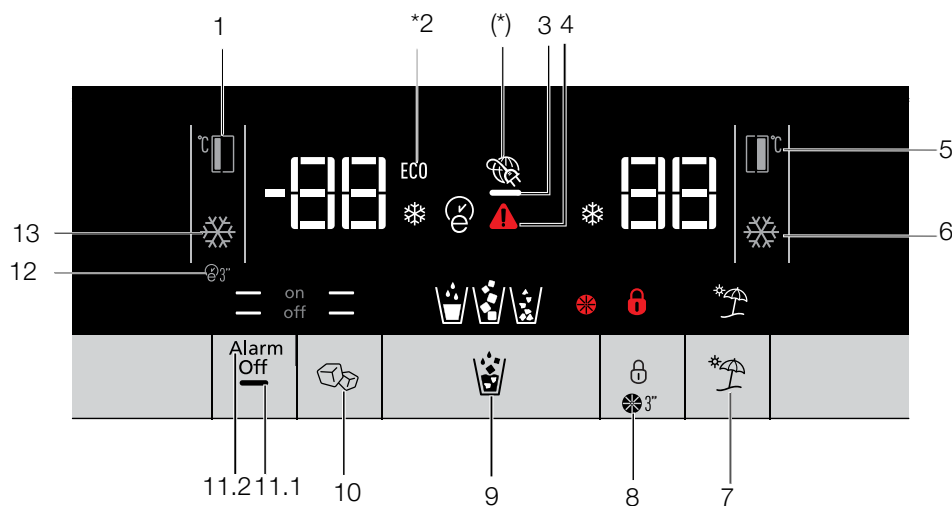 1 *2 (*) 3 4
°C °C 5
-88 ECO 88
13 6
12 e 3" e
on
off
Alarm
Off
3"
11.2 11.1 10 9 8 7